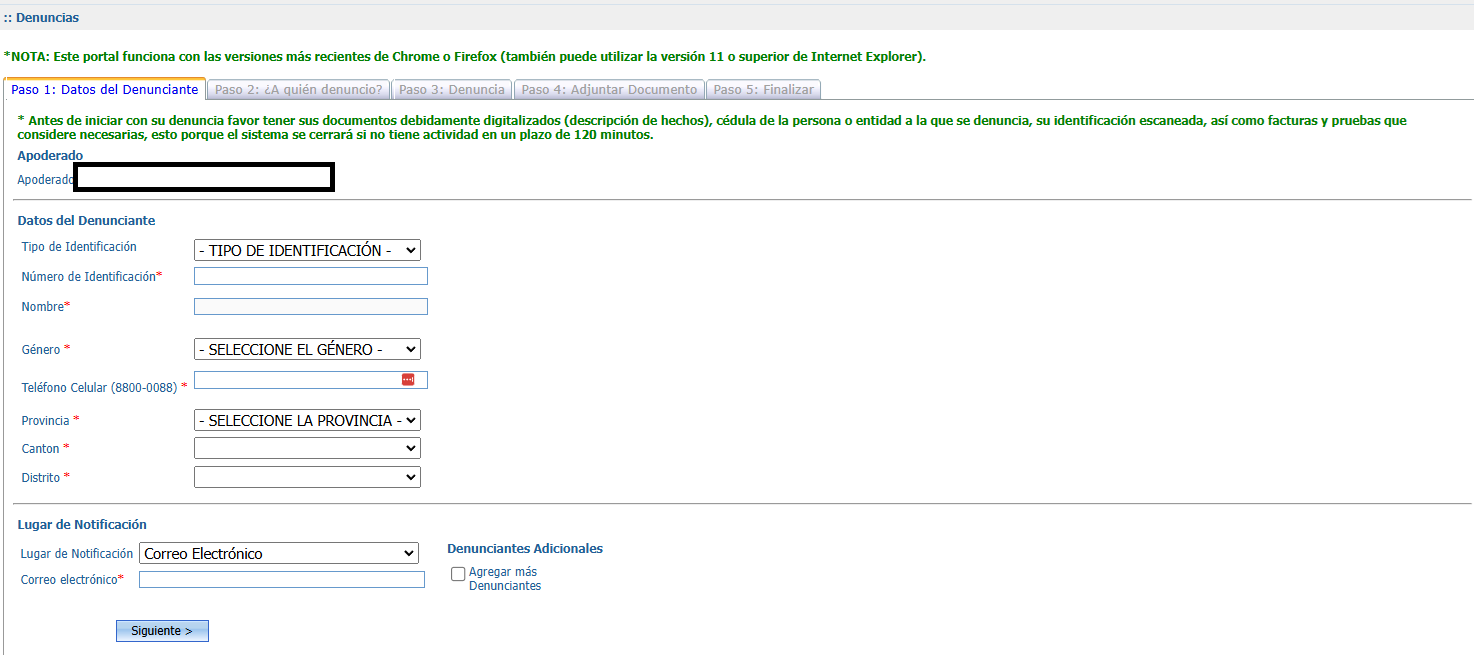 :: Denuncias
*NOTA: Este portal funciona con las versiones más recientes de Chrome o Firefox (también puede utilizar la versión 11 o superior de Internet Explorer).
Paso 1: Datos del Denunciante Paso 2: ¿A quién denuncio? Paso 3: Denuncia Paso 4: Adjuntar Documento Paso 5: Finalizar
* Antes de iniciar con su denuncia favor tener sus documentos debidamente digitalizados (descripción de hechos), cédula de la persona o entidad a la que se denuncia, su identificación escaneada, así como facturas y pruebas que
considere necesarias, esto porque el sistema se cerrará si no tiene actividad en un plazo de 120 minutos.
Apoderado
Apoderado
Datos del Denunciante
Tipo de Identificación - TIPO DE IDENTIFICACIÓN -
Número de Identificación*
Nombre*
Género * - SELECCIONE EL GÉNERO -
Teléfono Celular (8800-0088) *
Provincia * - SELECCIONE LA PROVINCIA -
Canton *
Distrito *
Lugar de Notificación
Lugar de Notificación Correo Electrónico
Correo electrónico*
Denunciantes Adicionales
Agregar más
Denunciantes
Siguiente >